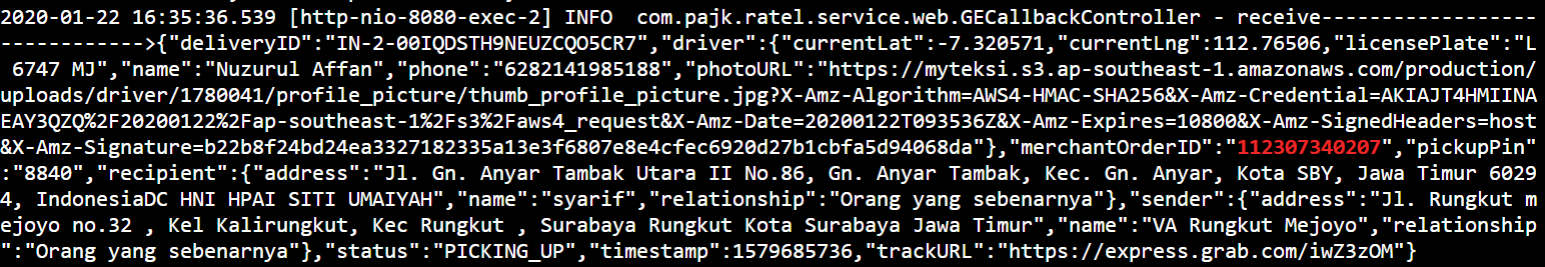 2020-01-22 16:35:36.539 [http-nio-8080-exec-2] INFO  com.pajk.ratel.service.web.GECallbackController - receive------------------
------------>{"deliveryID":"IN-2-00IQDSTH9NEUZCQO5CR7","driver":{"currentLat":-7.320571,"currentLng":112.76506,"licensePlate":"L
 6747 MJ","name":"Nuzurul Affan","phone":"6282141985188","photoURL":"https://myteksi.s3.ap-southeast-1.amazonaws.com/production/
uploads/driver/1780041/profile_picture/thumb_profile_picture.jpg?X-Amz-Algorithm=AWS4-HMAC-SHA256&X-Amz-Credential=AKIAJT4HMIINA
EAY3QZQ%2F20200122%2Fap-southeast-1%2Fs3%2Faws4_request&X-Amz-Date=20200122T093536Z&X-Amz-Expires=10800&X-Amz-SignedHeaders=host
&X-Amz-Signature=b22b8f24bd24ea3327182335a13e3f6807e8e4cfec6920d27b1cbfa5d94068da"},"merchantOrderID":"112307340207","pickupPin"
:"8840","recipient":{"address":"Jl. Gn. Anyar Tambak Utara II No.86, Gn. Anyar Tambak, Kec. Gn. Anyar, Kota SBY, Jawa Timur 6029
4, IndonesiaDC HNI HPAI SITI UMAIYAH","name":"syarif","relationship":"Orang yang sebenarnya"},"sender":{"address":"Jl. Rungkut m
ejoyo no.32 , Kel Kalirungkut, Kec Rungkut , Surabaya Rungkut Kota Surabaya Jawa Timur","name":"VA Rungkut Mejoyo","relationship
":"Orang yang sebenarnya"},"status":"PICKING_UP","timestamp":1579685736,"trackURL":"https://express.grab.com/iwZ3zOM"}